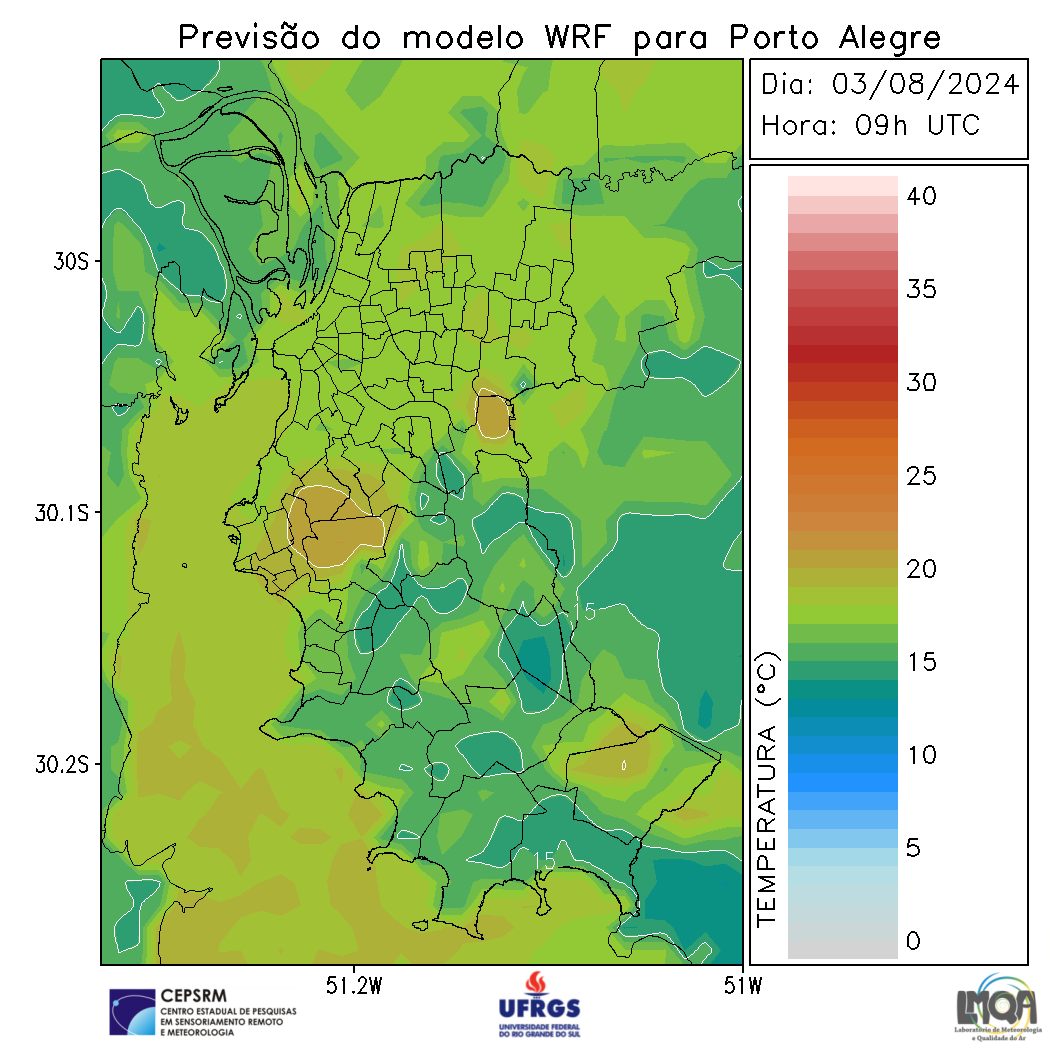 Previsão do modelo WRF para Porto Alegre
Dia: 03/08/2024
Hora: 09h UTC
40
35
30
25
20
15
10
5
0
TEMPERATURA (°C)
30S
30.1S
30.2S
51.2W
51W
15
15
CEPSRM
CENTRO ESTADUAL DE PESQUISAS
EM SENSORIAMENTO REMOTO
E METEOROLOGIA
UFRGS
UNIVERSIDADE FEDERAL
DO RIO GRANDE DO SUL
LMQA
Laboratório de Meteorologia
e Qualidade do Ar